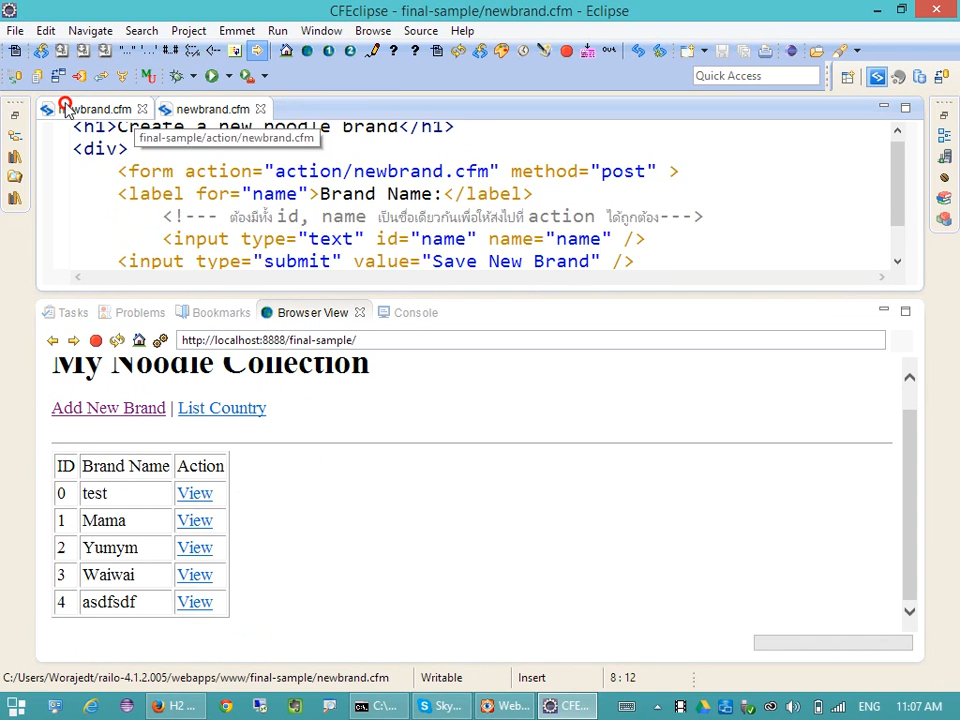 CFEclipse - final-sample/newbrand.cfm - Eclipse
File Edit Navigate Search Project Emmet Run Window Browse Source Help
Quick Access
newbrand.cfm newbrand.cfm
final-sample/action/newbrand.cfm
<h1>Create a new noodle brand</h1>
<div>
<form action="action/newbrand.cfm" method="post" >
<label for="name">Brand Name:</label>
<!--- ต้องมีทั้ง id, name เป็นชื่อเดียวกันเพื่อให้ส่งไปที่ action ได้ถูกต้อง--->
<input type="text" id="name" name="name" />
<input type="submit" value="Save New Brand" />
Tasks Problems Bookmarks Browser View Console
http://localhost:8888/final-sample/
My Noodle Collection
Add New Brand | List Country
ID Brand Name Action
0 test View
1 Mama View
2 Yumym View
3 Waiwai View
4 asdfsdf View
C:/Users/Worajedt/railo-4.1.2.005/webapps/www/final-sample/newbrand.cfm Writable Insert 8 : 12
H2 ... C:\... Sky... Web... CFE... ENG 11:07 AM